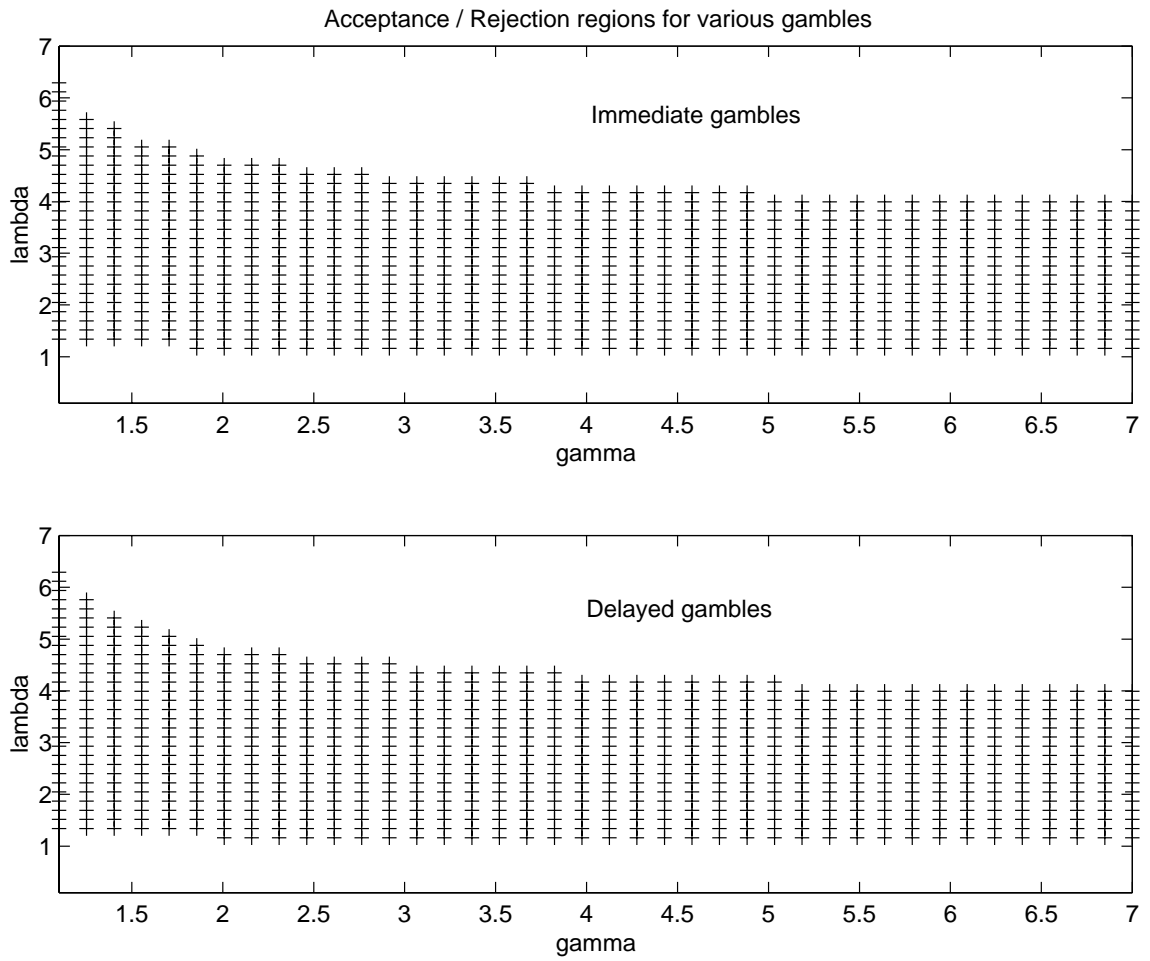 Acceptance / Rejection regions for various gambles
7
6
5
4
3
2
1
lambda
Immediate gambles
1.5 2 2.5 3 3.5 4 4.5 5 5.5 6 6.5 7
gamma
7
6
5
4
3
2
1
lambda
Delayed gambles
1.5 2 2.5 3 3.5 4 4.5 5 5.5 6 6.5 7
gamma